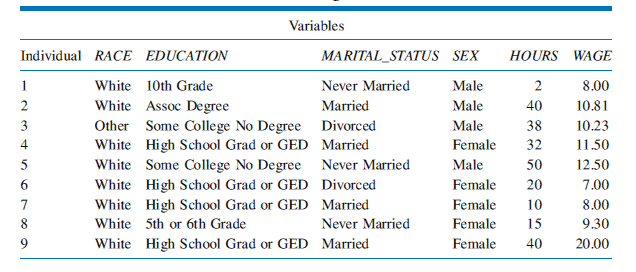 Variables
Individual RACE EDUCATION MARITAL_STATUS SEX HOURS WAGE
1 White 10th Grade Never Married Male 2 8.00
2 White Assoc Degree Married Male 40 10.81
3 Other Some College No Degree Divorced Male 38 10.23
4 White High School Grad or GED Married Female 32 11.50
5 White Some College No Degree Never Married Male 50 12.50
6 White High School Grad or GED Divorced Female 20 7.00
7 White High School Grad or GED Married Female 10 8.00
8 White 5th or 6th Grade Never Married Female 15 9.30
9 White High School Grad or GED Married Female 40 20.00